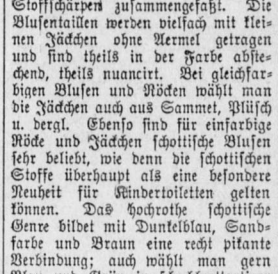 Stoffschärpen zusammengefaßt. Die
Blusentaillen werden vielfach mit klei-
nen Jäckchen ohne Aermel getragen
und sind theils in der Farbe abste-
chend, theils nuancirt. Bei gleichfar-
bigen Blusen und Röcken wählt man
die Jäckchen auch aus Sammet, Plüsch
u. dergl. Ebenso sind für einfarbige
Röcke und Jäckchen schottische Blusen
sehr beliebt, wie denn die schottischen
Stoffe überhaupt als eine besondere
Neuheit für Kindertoiletten gelten
können. Das hochrothe schottische
Genre bildet mit Dunkelblau, Sand-
farbe und Braun eine recht pikante
Verbindung; auch wählt man gern